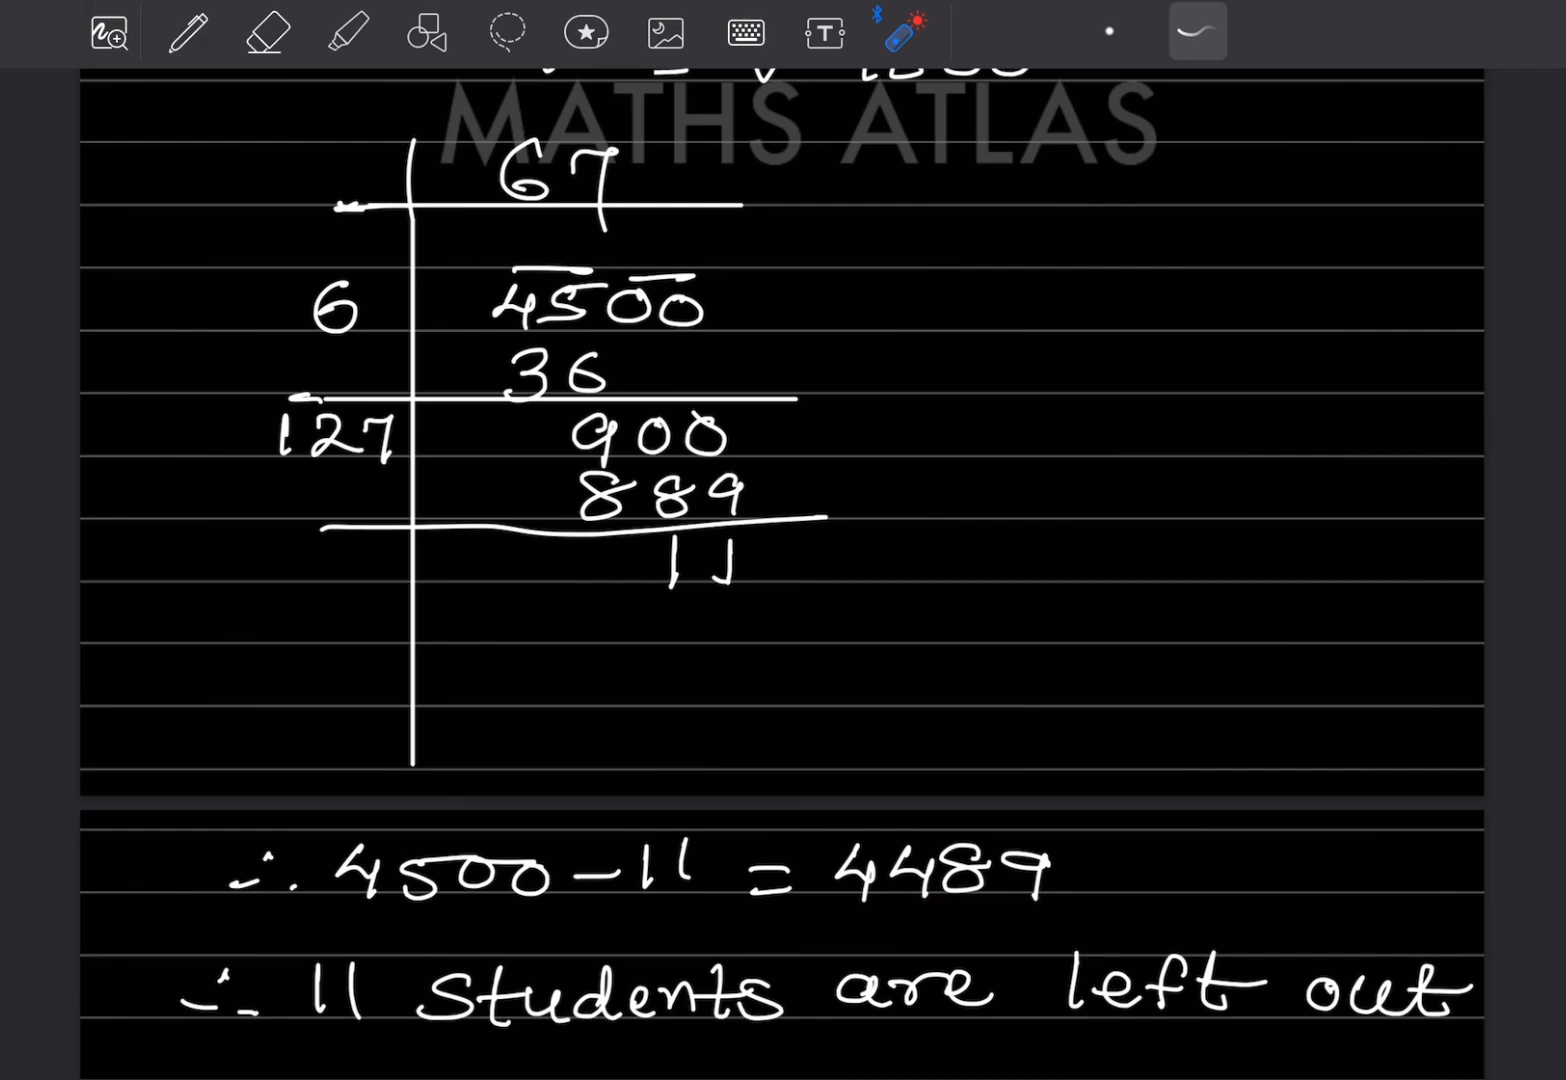 MATHS ATLAS
67
6 4500
36
127 900
889
11
∴ 4500 - 11 = 4489
∴ 11 students are left out